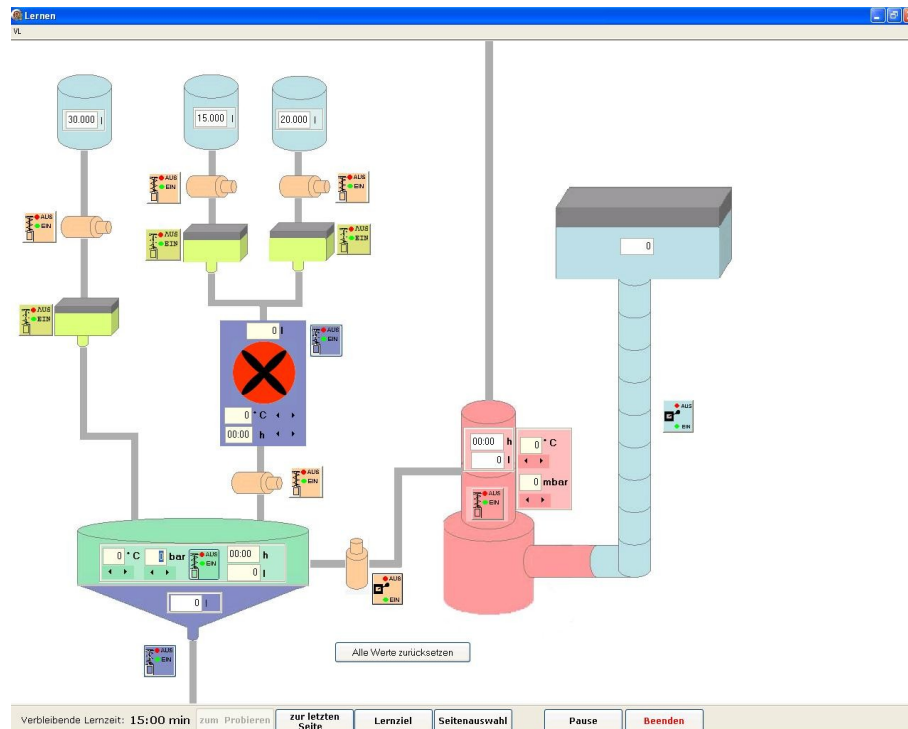 Lernen
VL
30.000 l
15.000 l
20.000 l
AUS
EIN
AUS
EIN
AUS
EIN
AUS
EIN
AUS
EIN
AUS
EIN
0
0 l
AUS
EIN
0 °C
00:00 h
AUS
EIN
AUS
EIN
00:00 h
0 l
0 °C
0 mbar
AUS
EIN
0 °C
0 bar
AUS
EIN
00:00 h
0 l
0 l
AUS
EIN
AUS
EIN
Alle Werte zurücksetzen
Verbleibende Lernzeit: 15:00 min
zum Probieren
zur letzten
Seite
Lernziel
Seitenauswahl
Pause
Beenden